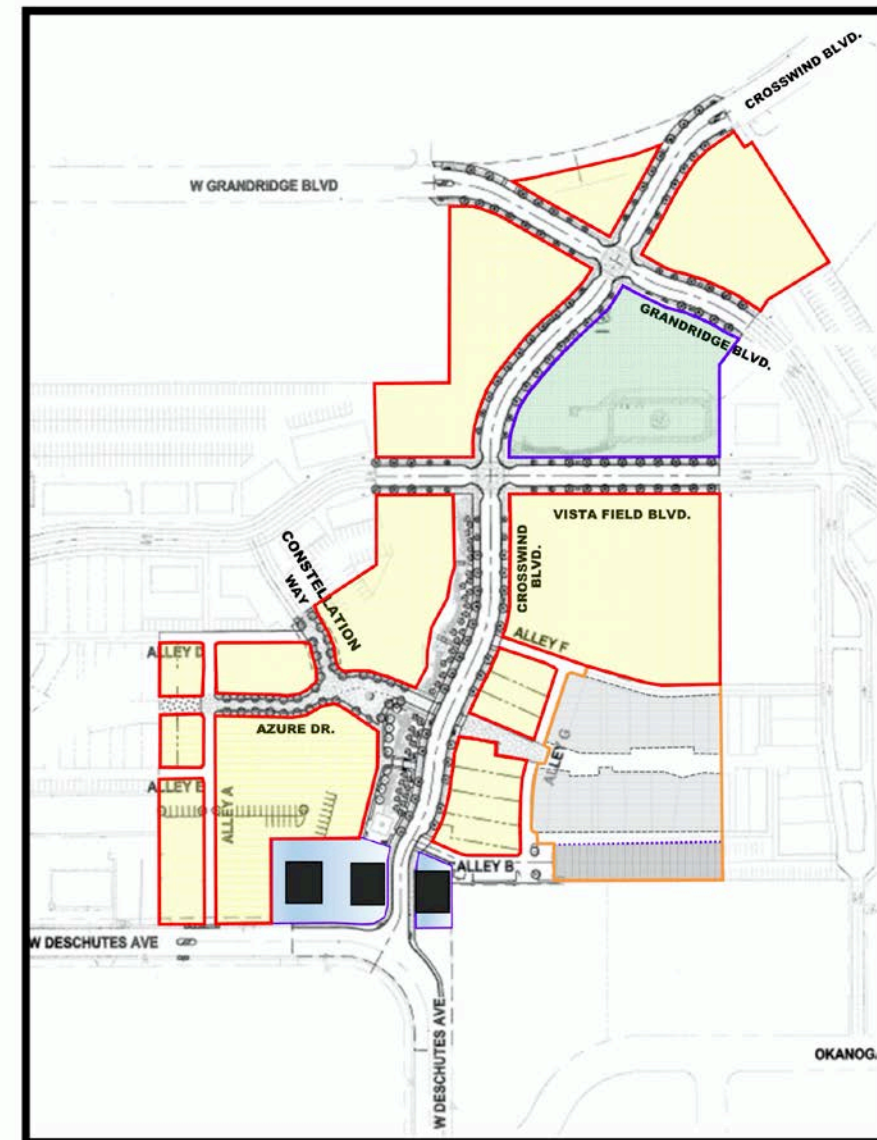 CROSSWIND BLVD.
W GRANDRIDGE BLVD
GRANDRIDGE BLVD.
VISTA FIELD BLVD.
CONSTELLATION
WAY
CROSSWIND
BLVD.
ALLEY F
ALLEY D
AZURE DR.
ALLEY G
ALLEY E
ALLEY A
ALLEY B
W DESCHUTES AVE
W DESCHUTES AVE
OKANOGA